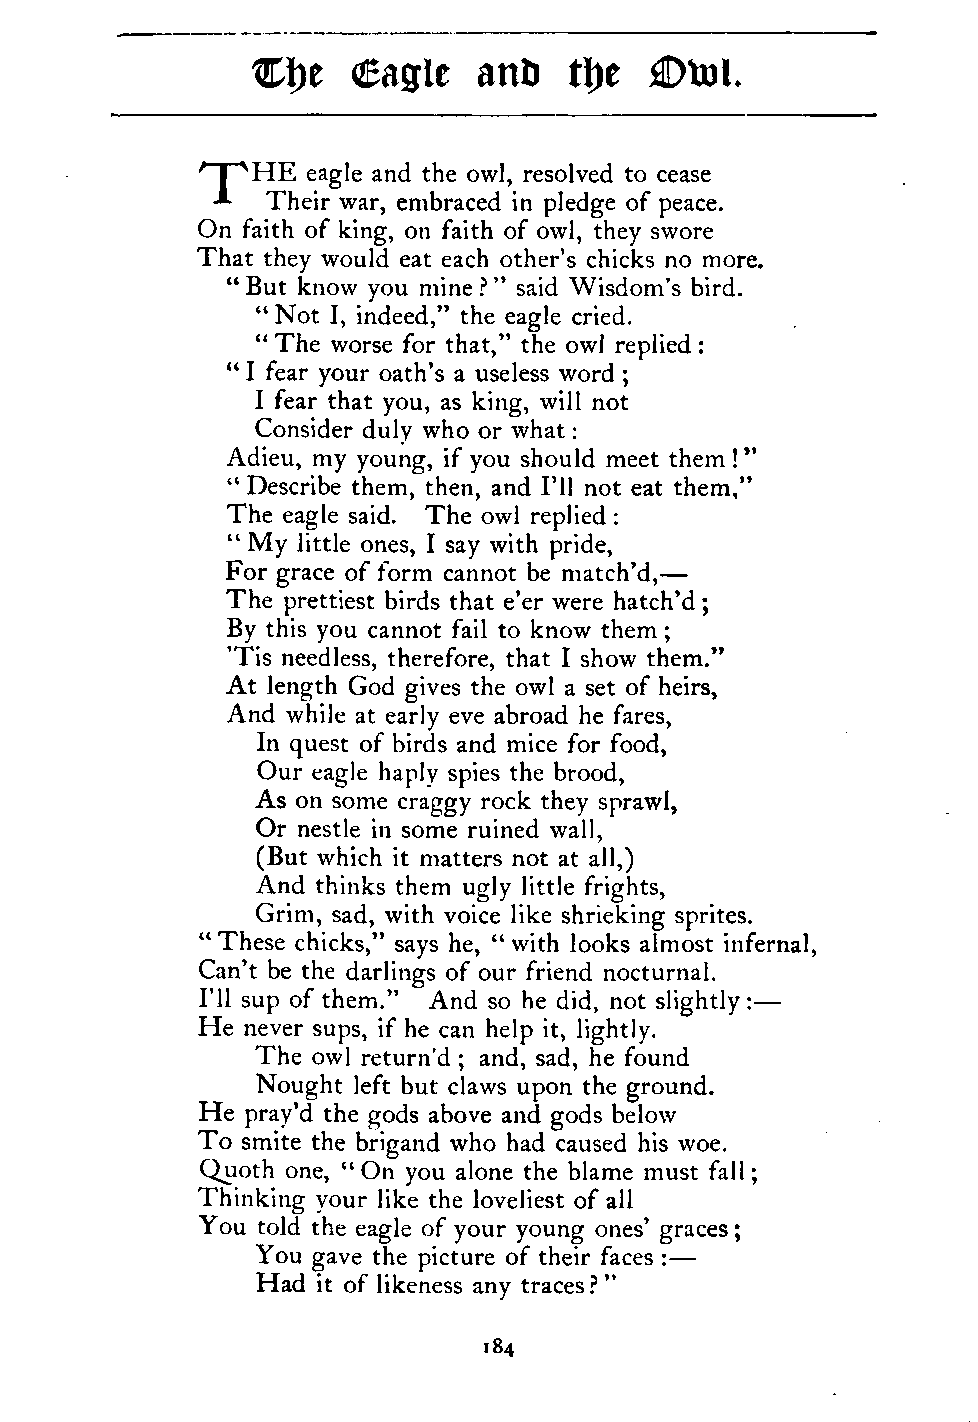 The Eagle and the Owl.
THE eagle and the owl, resolved to cease
Their war, embraced in pledge of peace.
On faith of king, on faith of owl, they swore
That they would eat each other's chicks no more.
"But know you mine?" said Wisdom's bird.
"Not I, indeed," the eagle cried.
"The worse for that," the owl replied:
"I fear your oath's a useless word;
I fear that you, as king, will not
Consider duly who or what:
Adieu, my young, if you should meet them!"
"Describe them, then, and I'll not eat them,"
The eagle said. The owl replied:
"My little ones, I say with pride,
For grace of form cannot be match'd,—
The prettiest birds that e'er were hatch'd;
By this you cannot fail to know them;
'Tis needless, therefore, that I show them."
At length God gives the owl a set of heirs,
And while at early eve abroad he fares,
In quest of birds and mice for food,
Our eagle haply spies the brood,
As on some craggy rock they sprawl,
Or nestle in some ruined wall,
(But which it matters not at all,)
And thinks them ugly little frights,
Grim, sad, with voice like shrieking sprites.
"These chicks," says he, "with looks almost infernal,
Can't be the darlings of our friend nocturnal.
I'll sup of them." And so he did, not slightly:—
He never sups, if he can help it, lightly.
The owl return'd; and, sad, he found
Nought left but claws upon the ground.
He pray'd the gods above and gods below
To smite the brigand who had caused his woe.
Quoth one, "On you alone the blame must fall;
Thinking your like the loveliest of all
You told the eagle of your young ones' graces;
You gave the picture of their faces:—
Had it of likeness any traces?"
184